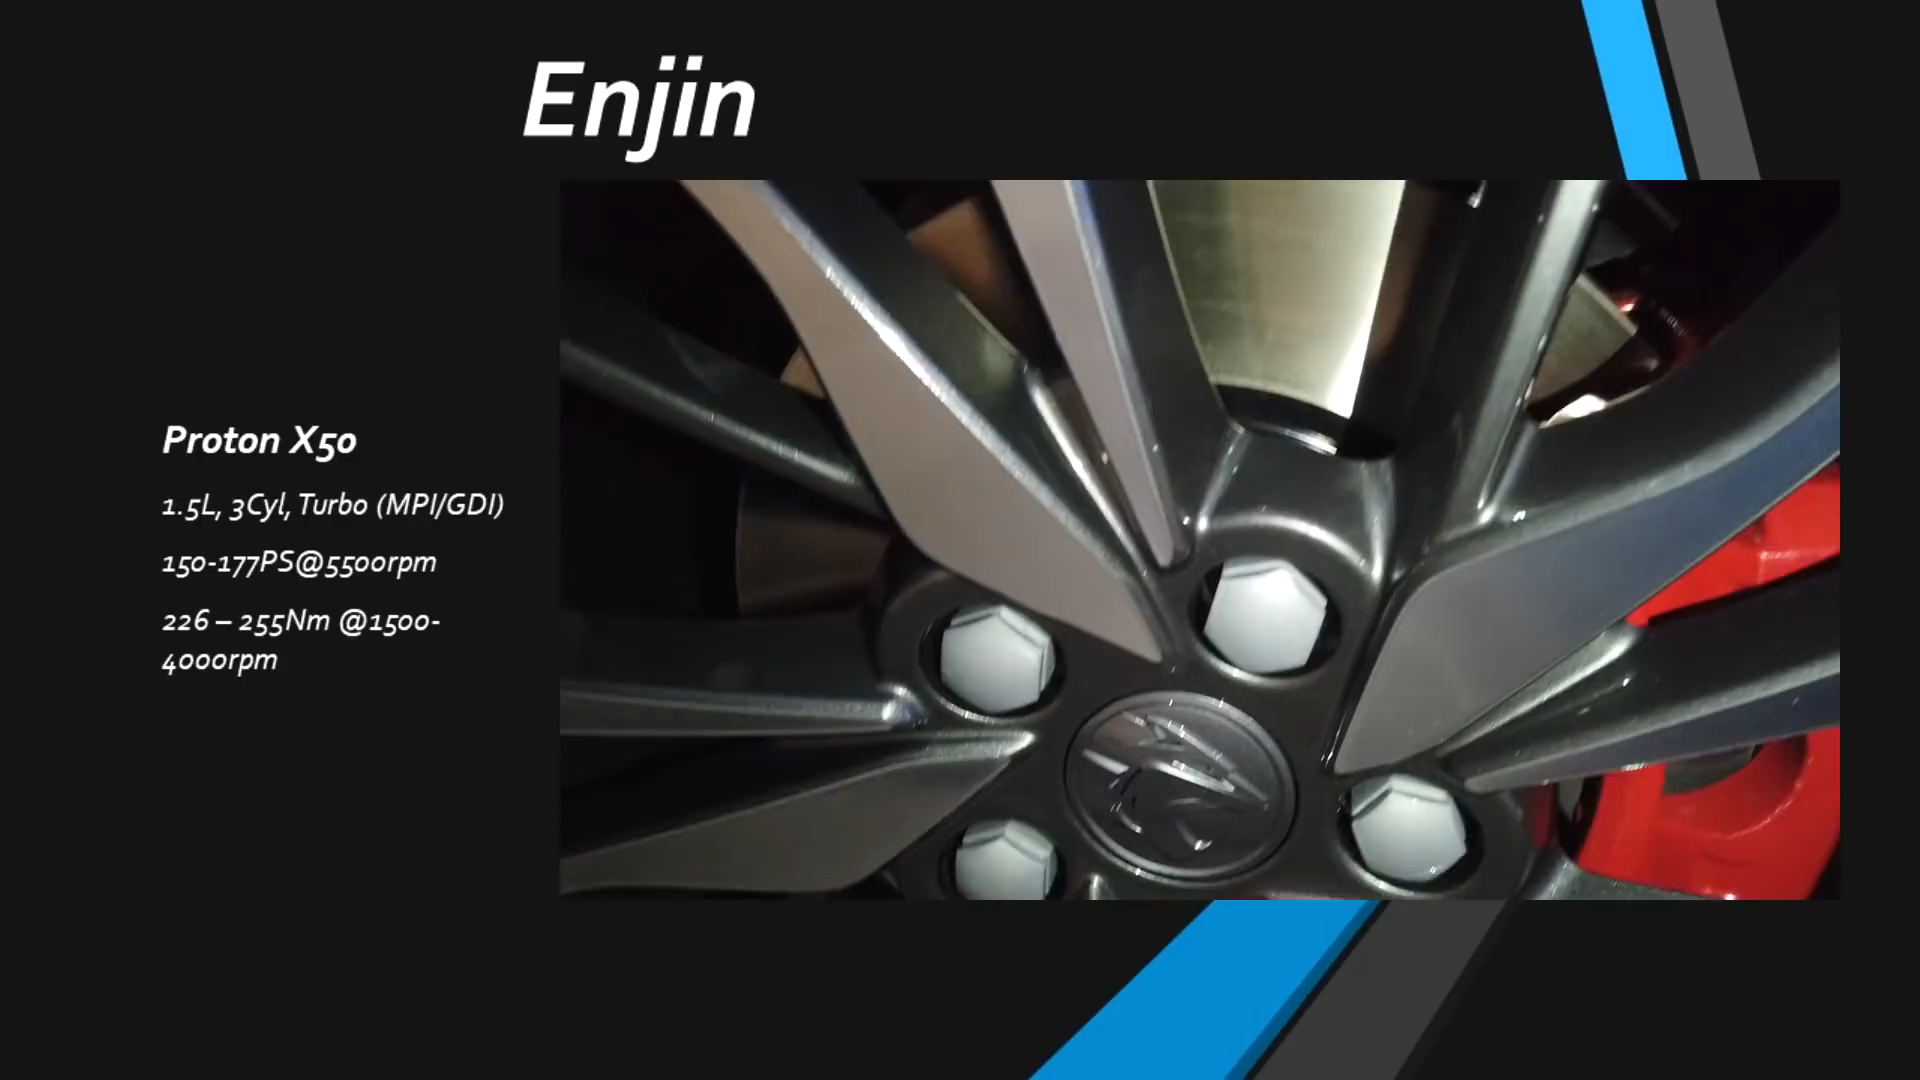 Enjin
Proton X50
1.5L, 3Cyl, Turbo (MPI/GDI)
150-177PS@5500rpm
226 – 255Nm @1500-
4000rpm